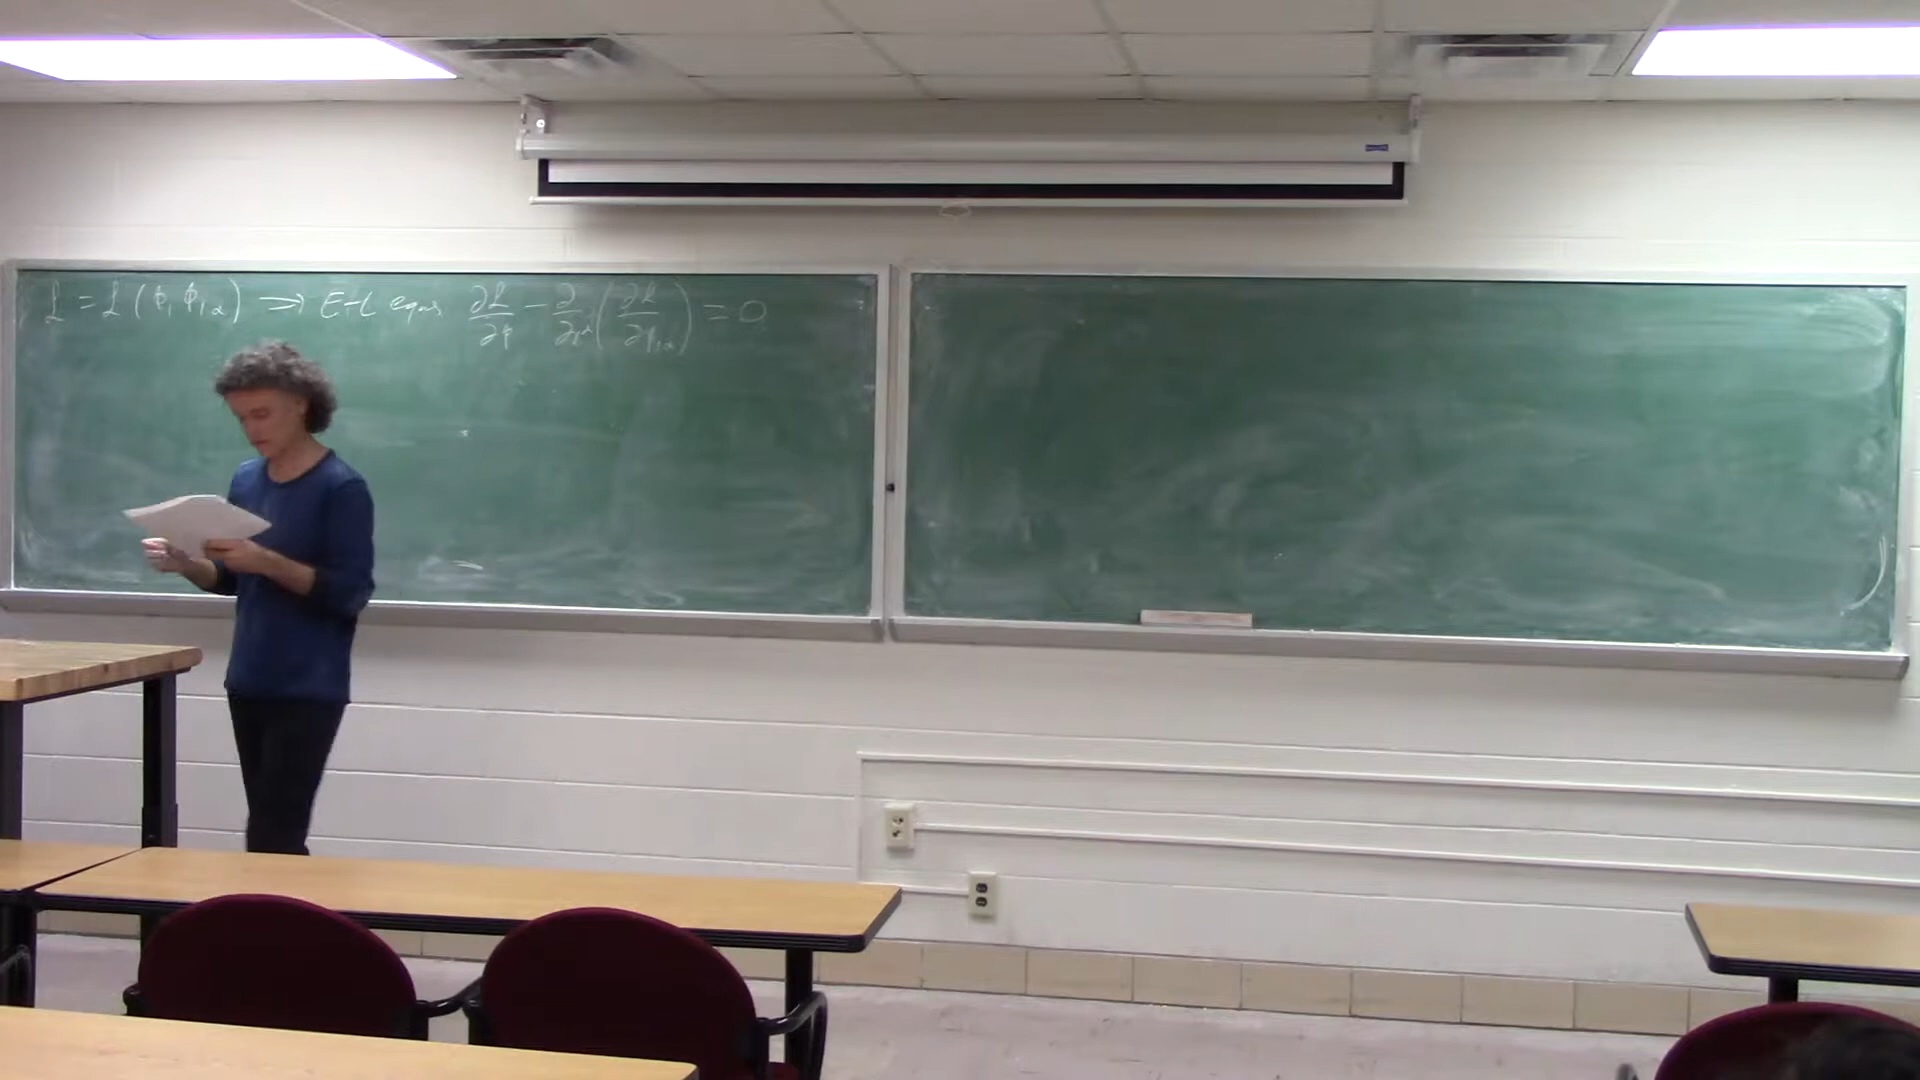 ℒ = ℒ(φ, φ,α) ⟹ E-L eqns ∂ℒ/∂φ − ∂/∂x^α (∂ℒ/∂φ,α) = 0